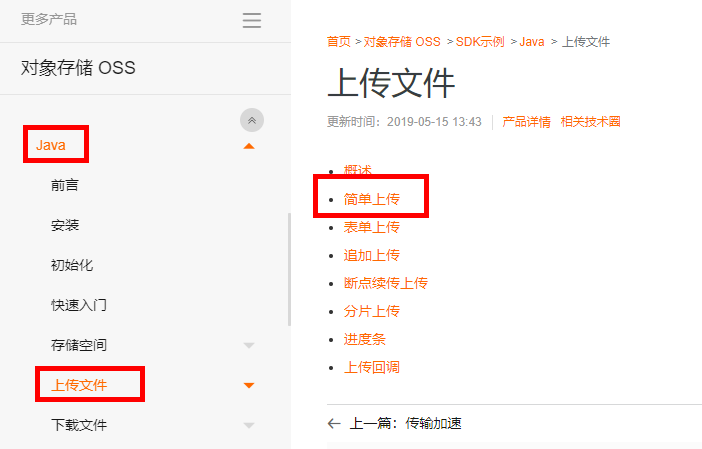 更多产品
对象存储 OSS
Java
前言
安装
初始化
快速入门
存储空间
上传文件
下载文件
首页 > 对象存储 OSS > SDK示例 > Java > 上传文件
上传文件
更新时间：2019-05-15 13:43 产品详情 相关技术圈
概述
简单上传
表单上传
追加上传
断点续传上传
分片上传
进度条
上传回调
上一篇：传输加速